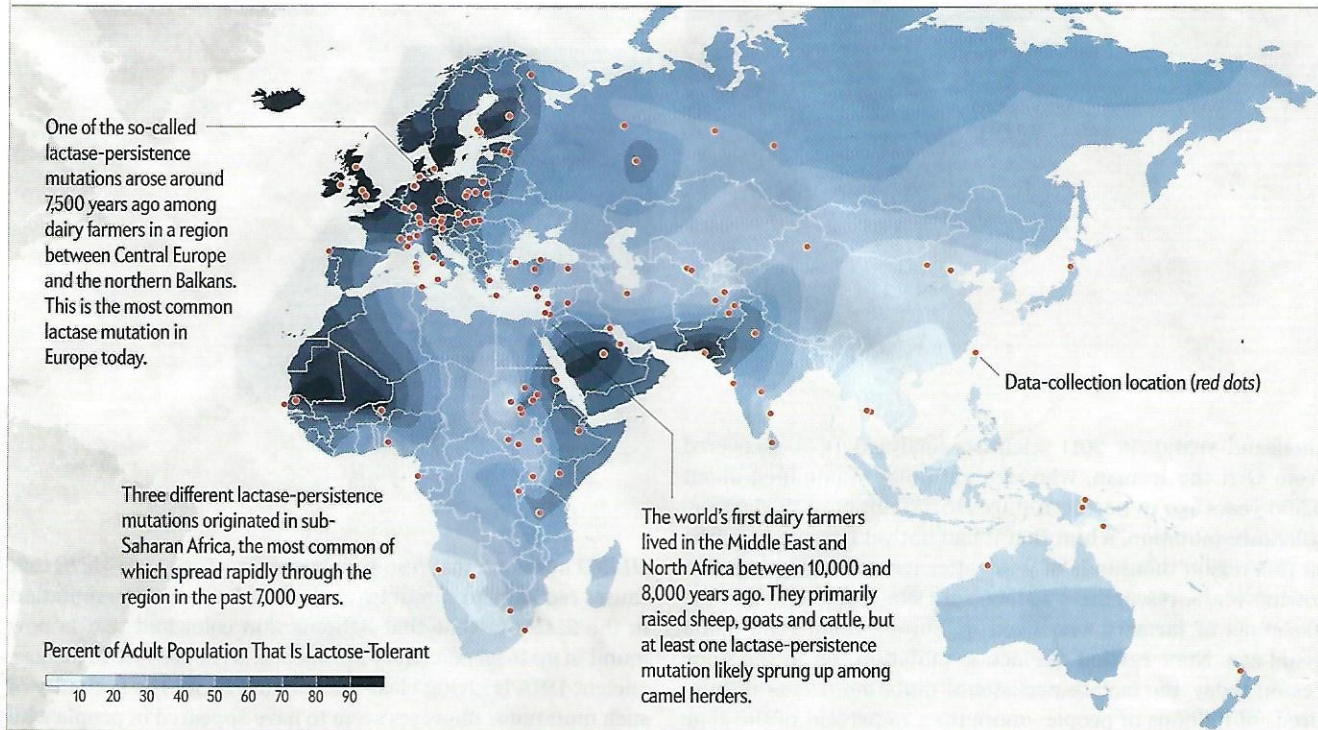 One of the so-called
lactase-persistence
mutations arose around
7,500 years ago among
dairy farmers in a region
between Central Europe
and the northern Balkans.
This is the most common
lactase mutation in
Europe today.
Data-collection location (red dots)
Three different lactase-persistence
mutations originated in sub-
Saharan Africa, the most common of
which spread rapidly through the
region in the past 7,000 years.
The world's first dairy farmers
lived in the Middle East and
North Africa between 10,000 and
8,000 years ago. They primarily
raised sheep, goats and cattle, but
at least one lactase-persistence
mutation likely sprung up among
camel herders.
Percent of Adult Population That Is Lactose-Tolerant
10 20 30 40 50 60 70 80 90